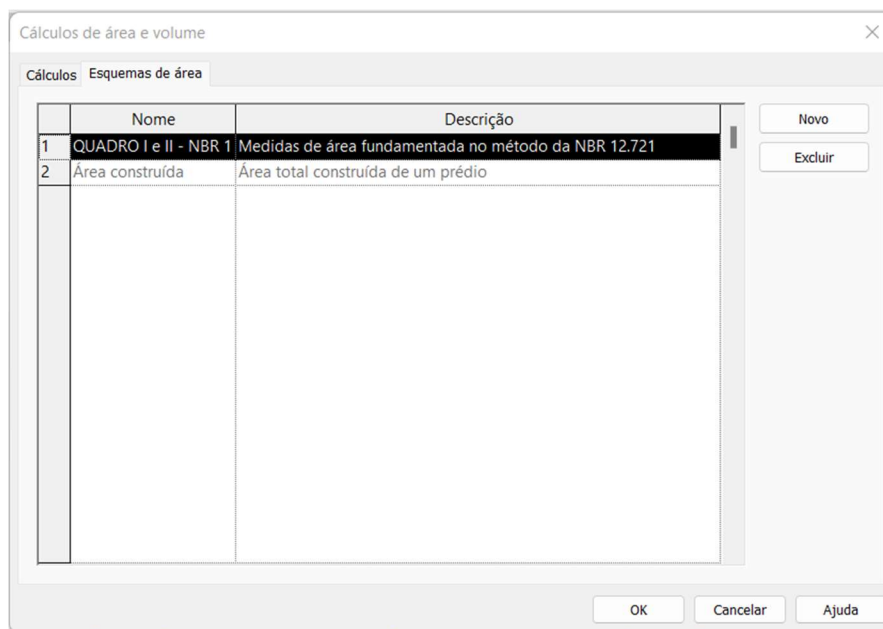 Cálculos de área e volume
Cálculos Esquemas de área
Nome Descrição
1 QUADRO I e II - NBR 1 Medidas de área fundamentada no método da NBR 12.721
2 Área construída Área total construída de um prédio
Novo
Excluir
OK Cancelar Ajuda